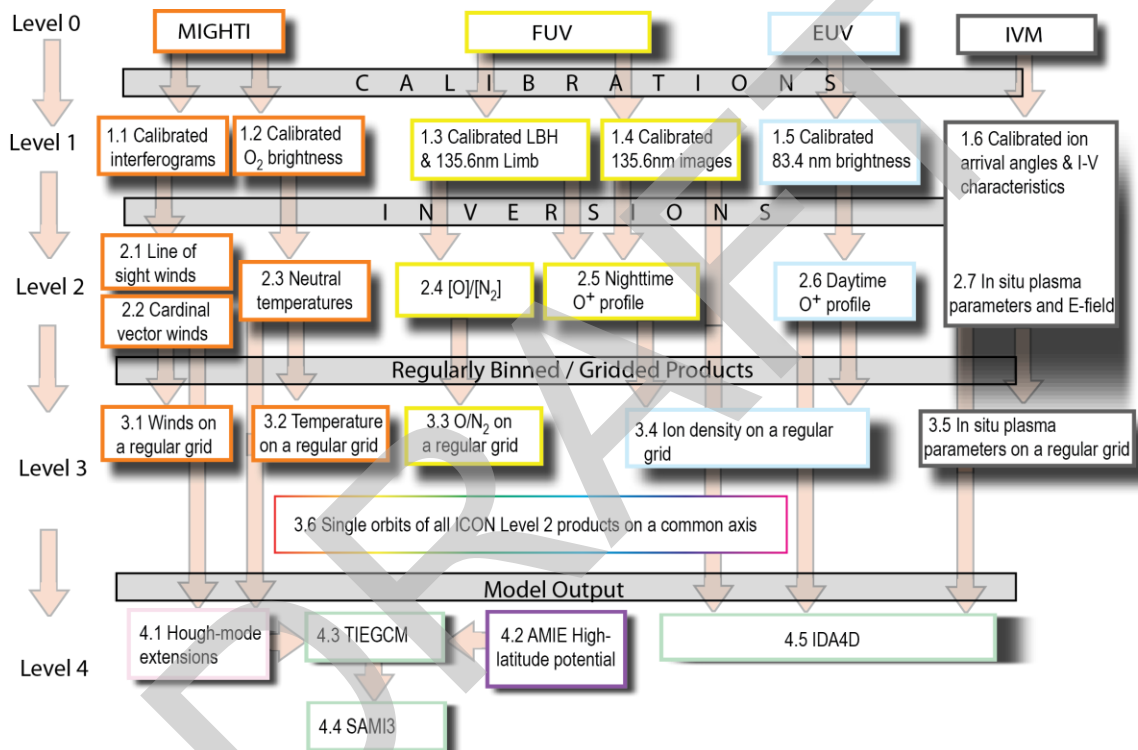 Level 0
MIGHTI
FUV
EUV
IVM
CALIBRATIONS
Level 1
1.1 Calibrated
interferograms
1.2 Calibrated
O₂ brightness
1.3 Calibrated LBH
& 135.6nm Limb
1.4 Calibrated
135.6nm images
1.5 Calibrated
83.4 nm brightness
1.6 Calibrated ion
arrival angles & I-V
characteristics
INVERSIONS
Level 2
2.1 Line of
sight winds
2.2 Cardinal
vector winds
2.3 Neutral
temperatures
2.4 [O]/[N₂]
2.5 Nighttime
O⁺ profile
2.6 Daytime
O⁺ profile
2.7 In situ plasma
parameters and E-field
Regularly Binned / Gridded Products
Level 3
3.1 Winds on
a regular grid
3.2 Temperature
on a regular grid
3.3 O/N₂ on
a regular grid
3.4 Ion density on a regular
grid
3.5 In situ plasma
parameters on a regular grid
3.6 Single orbits of all ICON Level 2 products on a common axis
Model Output
Level 4
4.1 Hough-mode
extensions
4.3 TIEGCM
4.2 AMIE High-
latitude potential
4.5 IDA4D
4.4 SAMI3
DRAFT